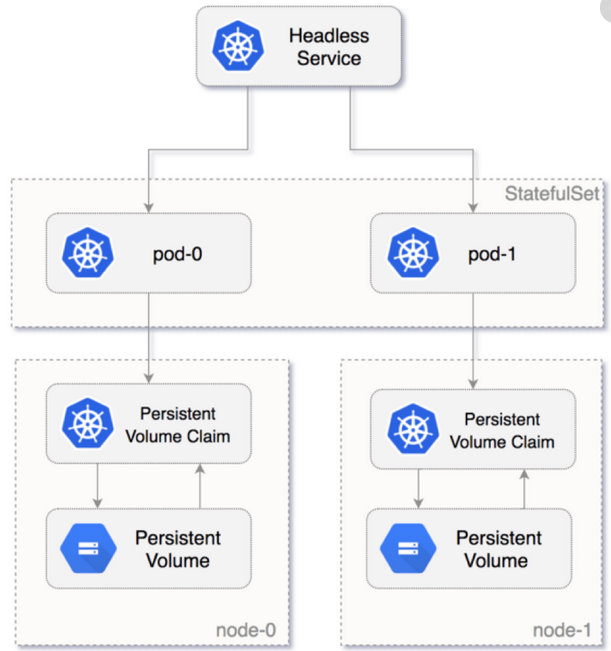 Headless
Service
StatefulSet
pod-0
pod-1
Persistent
Volume Claim
Persistent
Volume Claim
Persistent
Volume
Persistent
Volume
node-0
node-1